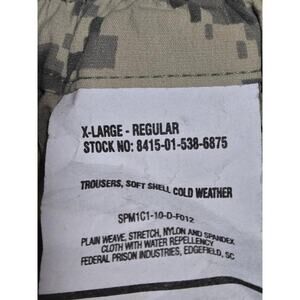 X-LARGE - REGULAR
STOCK NO: 8415-01-538-6875
TROUSERS, SOFT SHELL COLD WEATHER
SPM1C1-10-D-F012
PLAIN WEAVE, STRETCH, NYLON AND SPANDEX
CLOTH WITH WATER REPELLENCY
FEDERAL PRISON INDUSTRIES, EDGEFIELD, SC